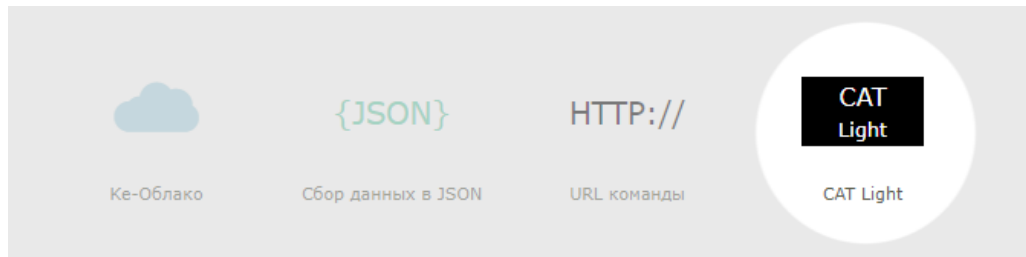 {JSON}
HTTP://
CAT
Light
Ke-Облако
Сбор данных в JSON
URL команды
CAT Light